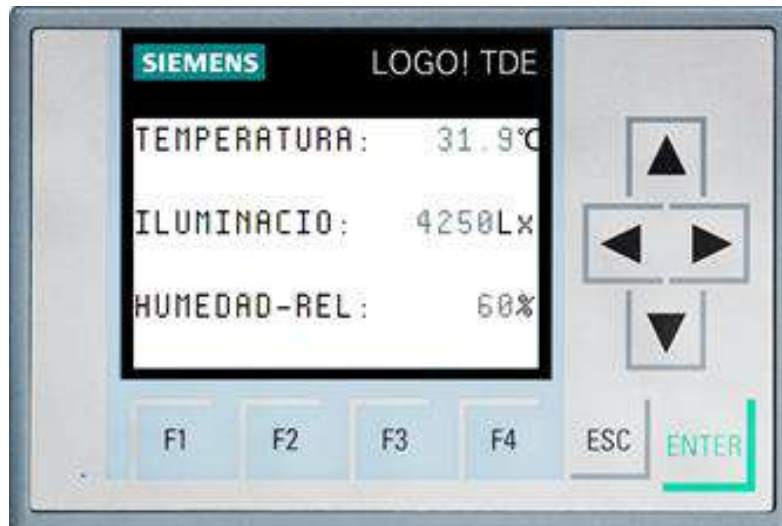 SIEMENS LOGO! TDE
TEMPERATURA: 31.9℃
ILUMINACIO: 4250Lx
HUMEDAD-REL: 60%
F1 F2 F3 F4 ESC ENTER